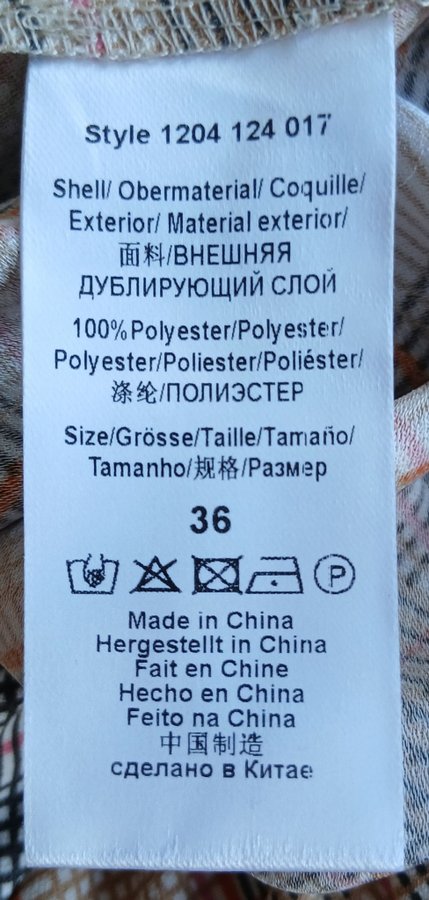 Style 1204 124 017
Shell/ Obermaterial/ Coquille/
Exterior/ Material exterior/
面料/ВНЕШНЯЯ
ДУБЛИРУЮЩИЙ СЛОЙ
100%Polyester/Polyester/
Polyester/Poliester/Poliéster/
涤纶/ПОЛИЭСТЕР
Size/Grösse/Taille/Tamaño/
Tamanho/规格/Размер
36
P
Made in China
Hergestellt in China
Fait en Chine
Hecho en China
Feito na China
中国制造
сделано в Китае